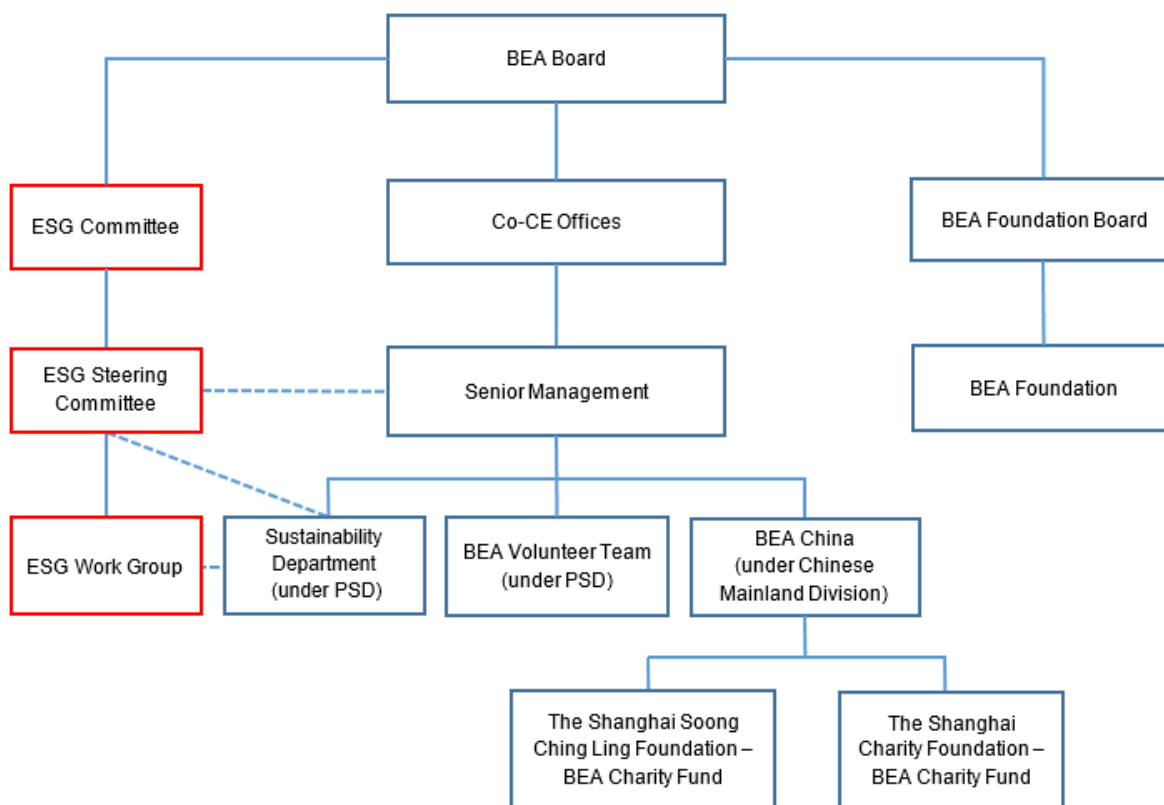 BEA Board
ESG Committee
Co-CE Offices
BEA Foundation Board
ESG Steering
Committee
Senior Management
BEA Foundation
ESG Work Group
Sustainability
Department
(under PSD)
BEA Volunteer Team
(under PSD)
BEA China
(under Chinese
Mainland Division)
The Shanghai Soong
Ching Ling Foundation –
BEA Charity Fund
The Shanghai
Charity Foundation –
BEA Charity Fund